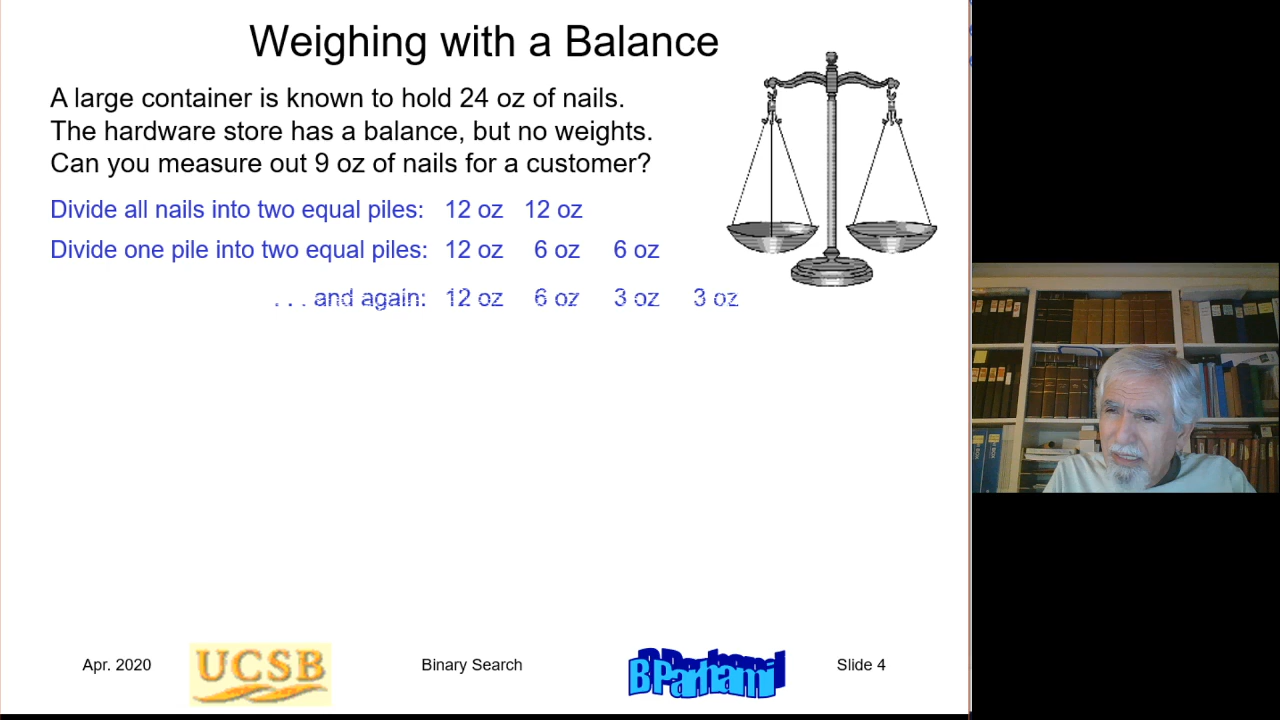 Weighing with a Balance
A large container is known to hold 24 oz of nails.
The hardware store has a balance, but no weights.
Can you measure out 9 oz of nails for a customer?
Divide all nails into two equal piles: 12 oz 12 oz
Divide one pile into two equal piles: 12 oz 6 oz 6 oz
. . . and again: 12 oz 6 oz 3 oz 3 oz
Apr. 2020 UCSB Binary Search B Parhami Slide 4